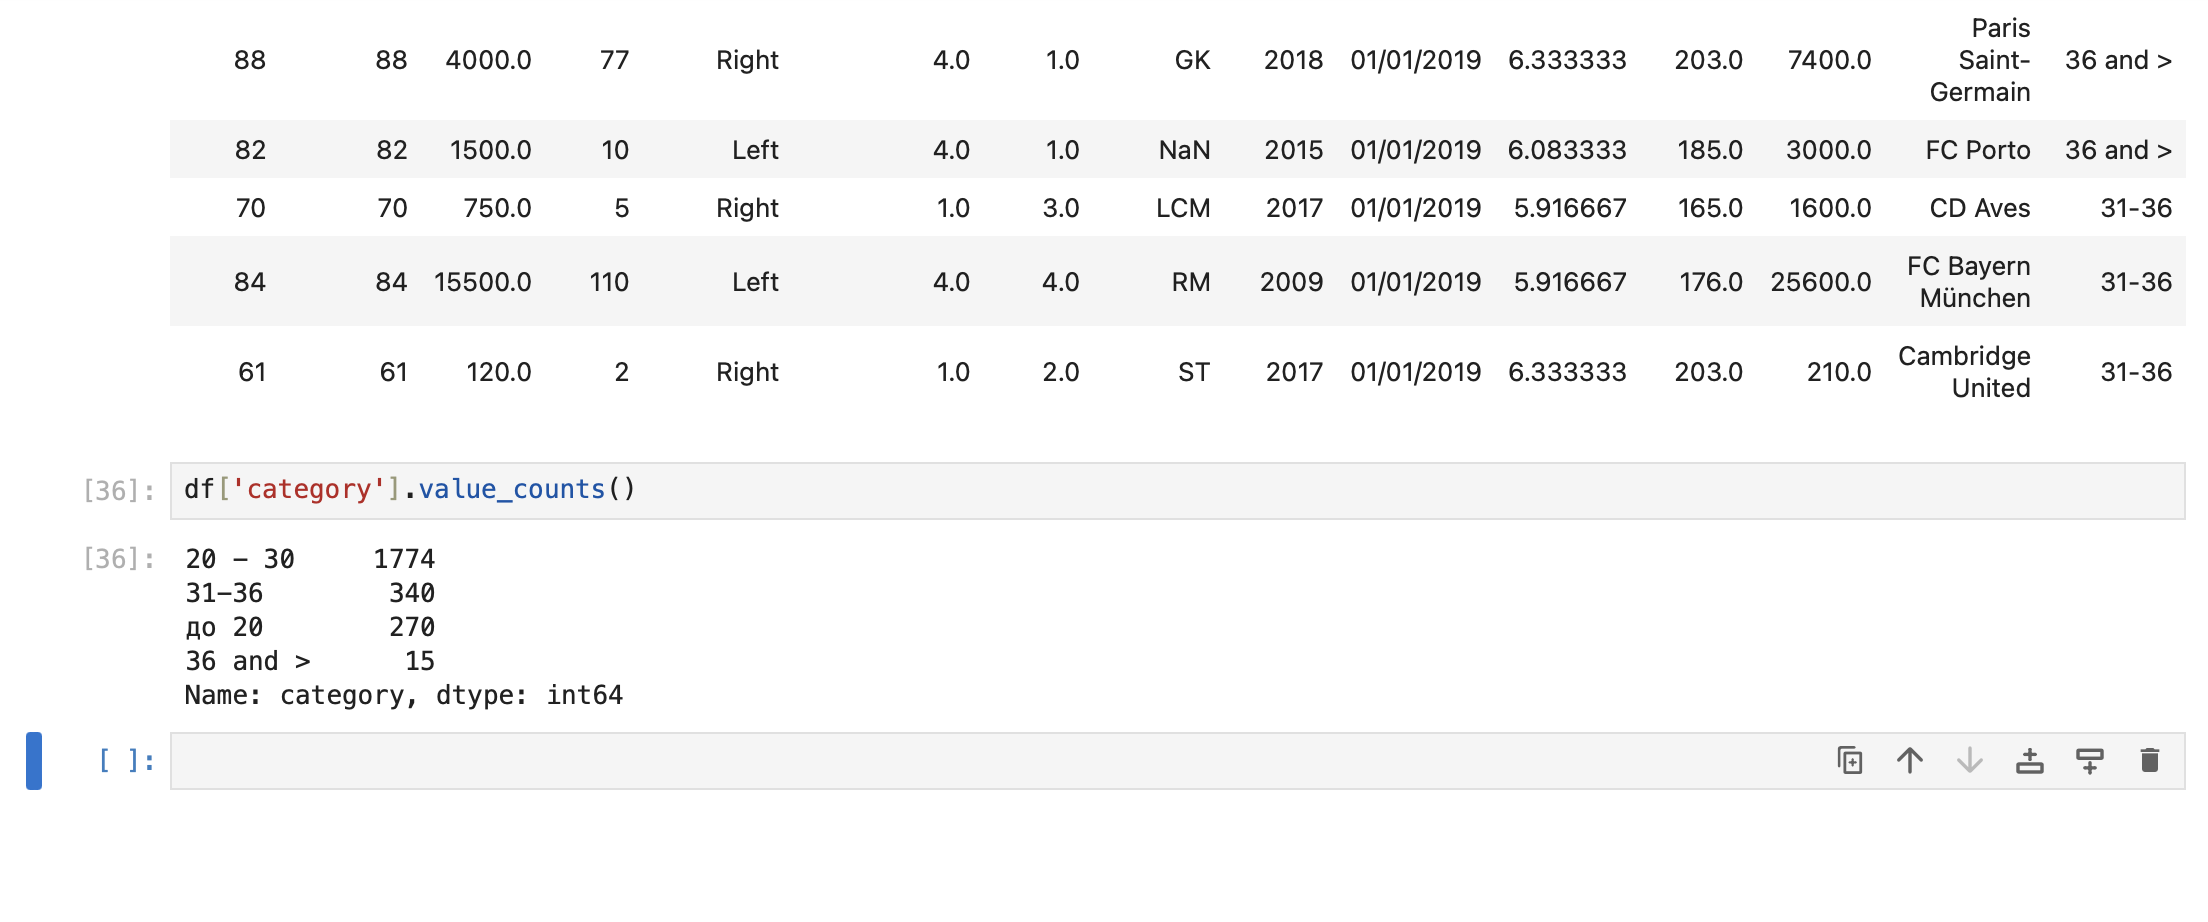 Paris
88 88 4000.0 77 Right 4.0 1.0 GK 2018 01/01/2019 6.333333 203.0 7400.0 Saint- 36 and >
Germain
82 82 1500.0 10 Left 4.0 1.0 NaN 2015 01/01/2019 6.083333 185.0 3000.0 FC Porto 36 and >
70 70 750.0 5 Right 1.0 3.0 LCM 2017 01/01/2019 5.916667 165.0 1600.0 CD Aves 31-36
84 84 15500.0 110 Left 4.0 4.0 RM 2009 01/01/2019 5.916667 176.0 25600.0 FC Bayern München 31-36
61 61 120.0 2 Right 1.0 2.0 ST 2017 01/01/2019 6.333333 203.0 210.0 Cambridge United 31-36
[36]: df['category'].value_counts()
[36]: 20 - 30 1774
31-36 340
до 20 270
36 and > 15
Name: category, dtype: int64
[ ]: